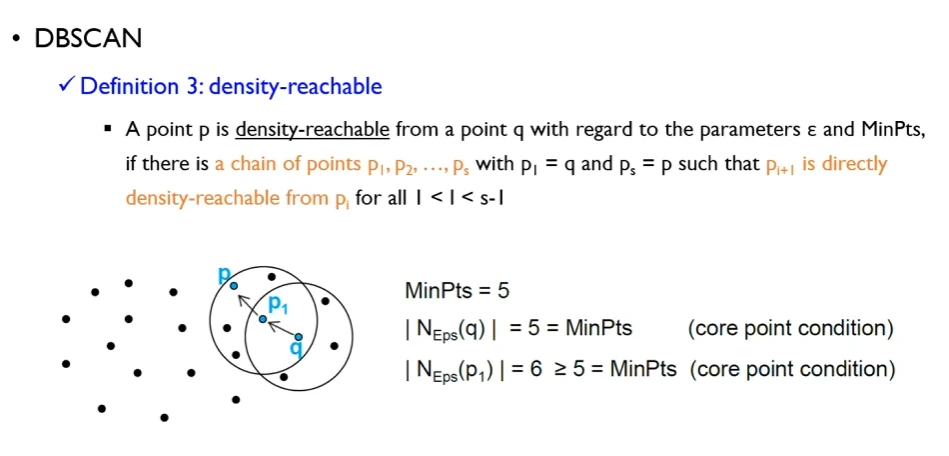 • DBSCAN
✓ Definition 3: density-reachable
▪ A point p is density-reachable from a point q with regard to the parameters ε and MinPts,
if there is a chain of points p₁, p₂, …, pₛ with p₁ = q and pₛ = p such that pᵢ₊₁ is directly
density-reachable from pᵢ for all 1 < I < s-1
p
p₁
q
MinPts = 5
| N_Eps(q) | = 5 = MinPts (core point condition)
| N_Eps(p₁) | = 6 ≥ 5 = MinPts (core point condition)